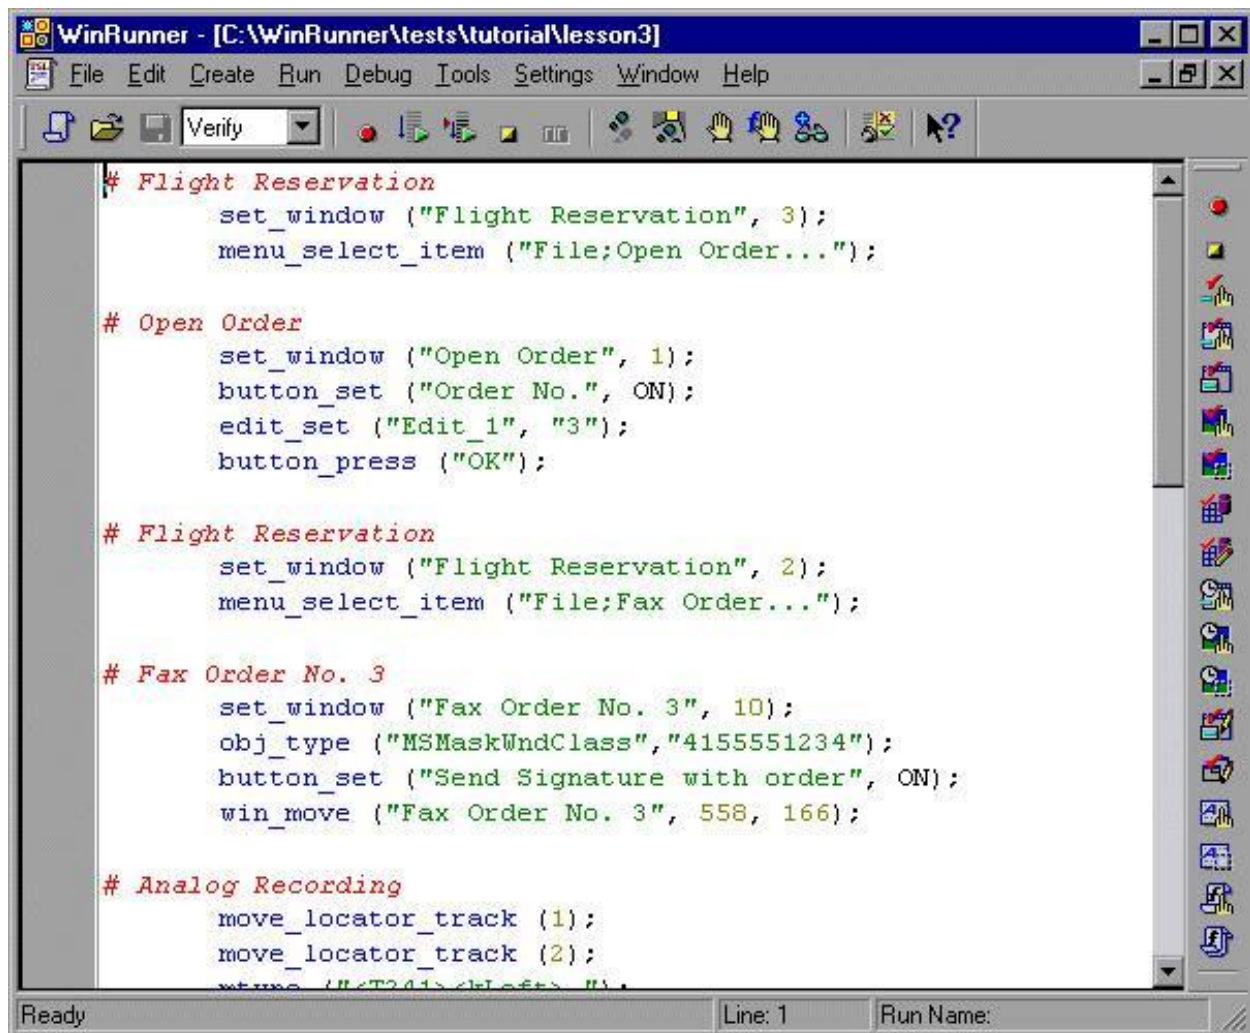 WinRunner - [C:\WinRunner\tests\tutorial\lesson3]
File Edit Create Run Debug Tools Settings Window Help
Verify
# Flight Reservation
set_window ("Flight Reservation", 3);
menu_select_item ("File;Open Order...");
# Open Order
set_window ("Open Order", 1);
button_set ("Order No.", ON);
edit_set ("Edit_1", "3");
button_press ("OK");
# Flight Reservation
set_window ("Flight Reservation", 2);
menu_select_item ("File;Fax Order...");
# Fax Order No. 3
set_window ("Fax Order No. 3", 10);
obj_type ("MSMaskWndClass","4155551234");
button_set ("Send Signature with order", ON);
win_move ("Fax Order No. 3", 558, 166);
# Analog Recording
move_locator_track (1);
move_locator_track (2);
Ready Line: 1 Run Name: